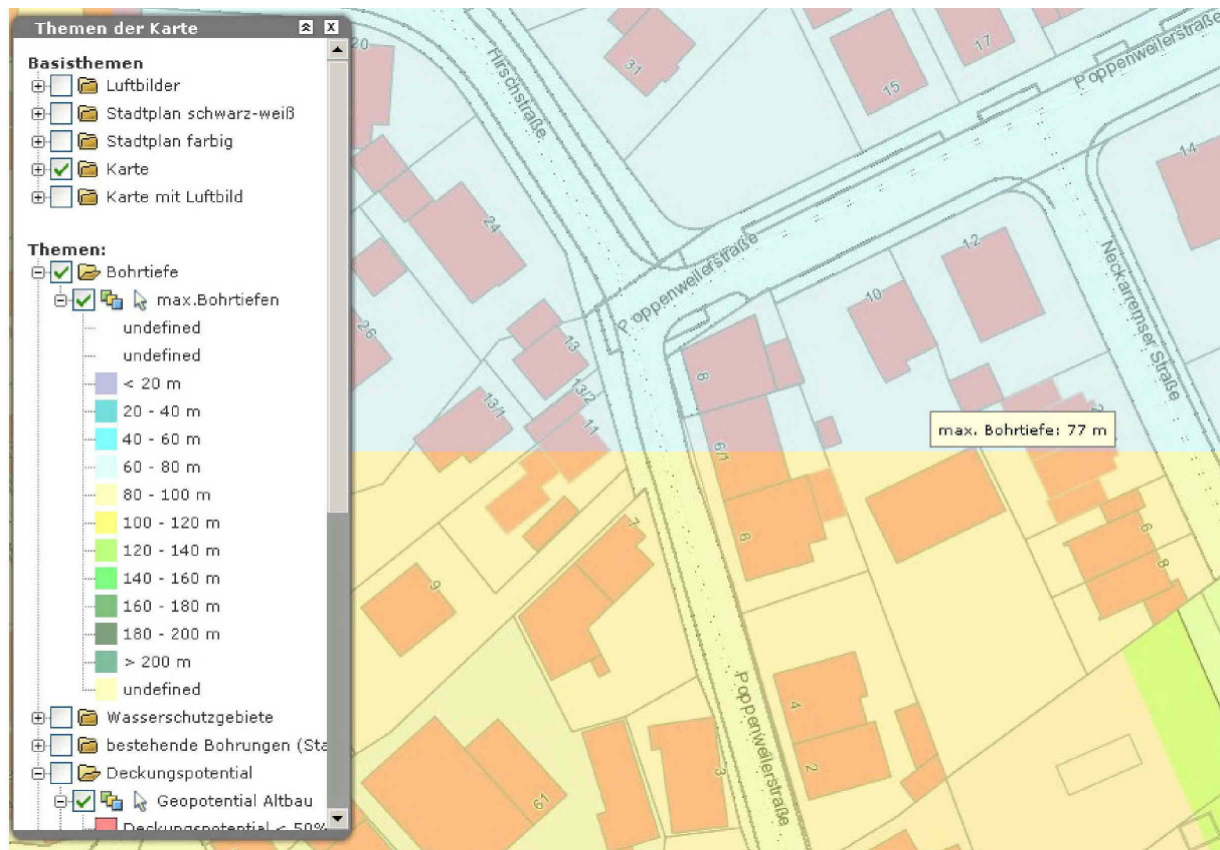 Themen der Karte
Basisthemen
Luftbilder
Stadtplan schwarz-weiß
Stadtplan farbig
Karte
Karte mit Luftbild
Themen:
Bohrtiefe
max.Bohrtiefen
undefined
undefined
< 20 m
20 - 40 m
40 - 60 m
60 - 80 m
80 - 100 m
100 - 120 m
120 - 140 m
140 - 160 m
160 - 180 m
180 - 200 m
> 200 m
undefined
Wasserschutzgebiete
bestehende Bohrungen (Sta
Deckungspotential
Geopotential Altbau
Deckungspotential < 50%
20
Hirschstraße
31
15
17
Poppenweilerstraße
14
24
Poppenweilerstraße
12
Neckarremser Straße
10
26
13
13/2
13/1
11
8
6/1
max. Bohrtiefe: 77 m
7
6
6
8
9
Poppenweilerstraße
4
2
3
61